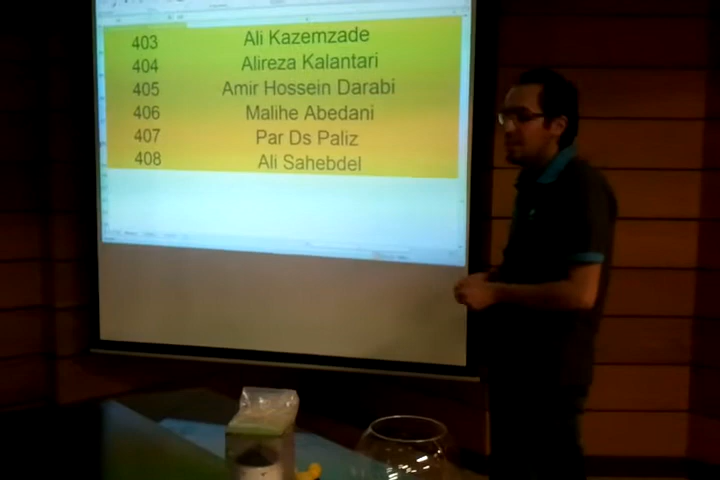 403 Ali Kazemzade
404 Alireza Kalantari
405 Amir Hossein Darabi
406 Malihe Abedani
407 Par Ds Paliz
408 Ali Sahebdel